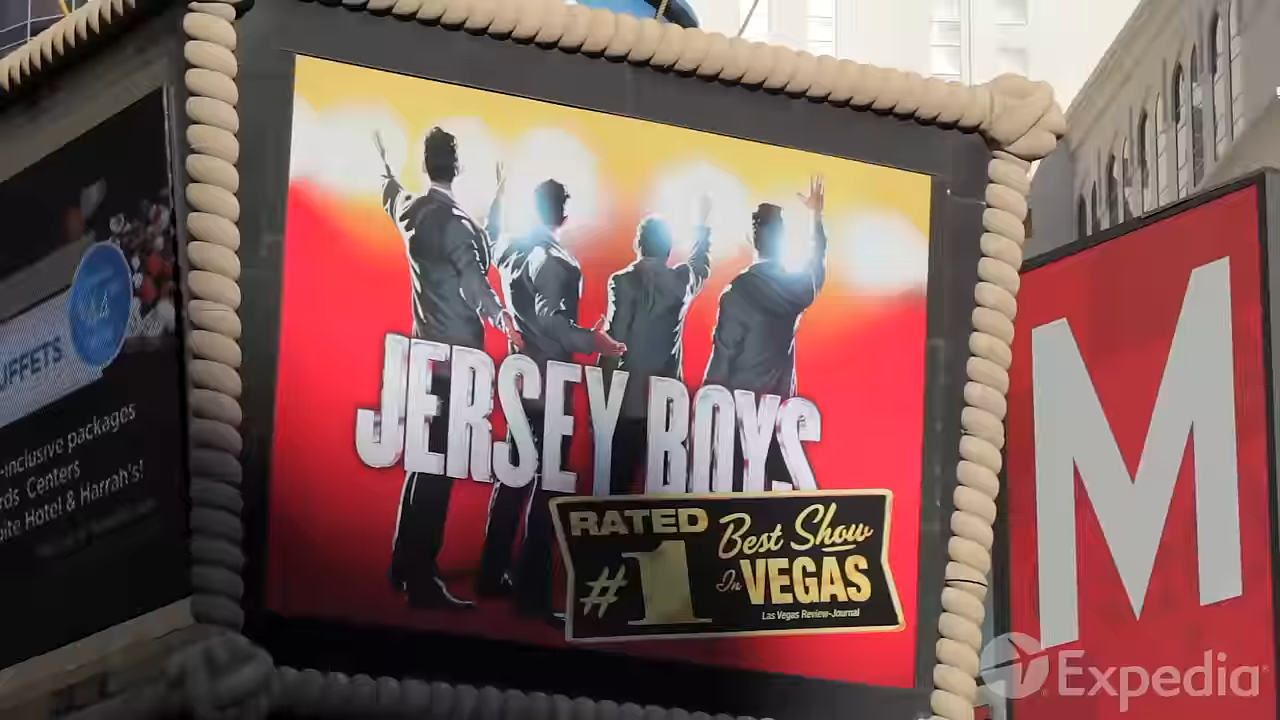 UFFETS
-inclusive packages
rds Centers
ite Hotel & Harrah's!
JERSEY BOYS
RATED
#1
Best Show
In VEGAS
Las Vegas Review-Journal
M
Expedia